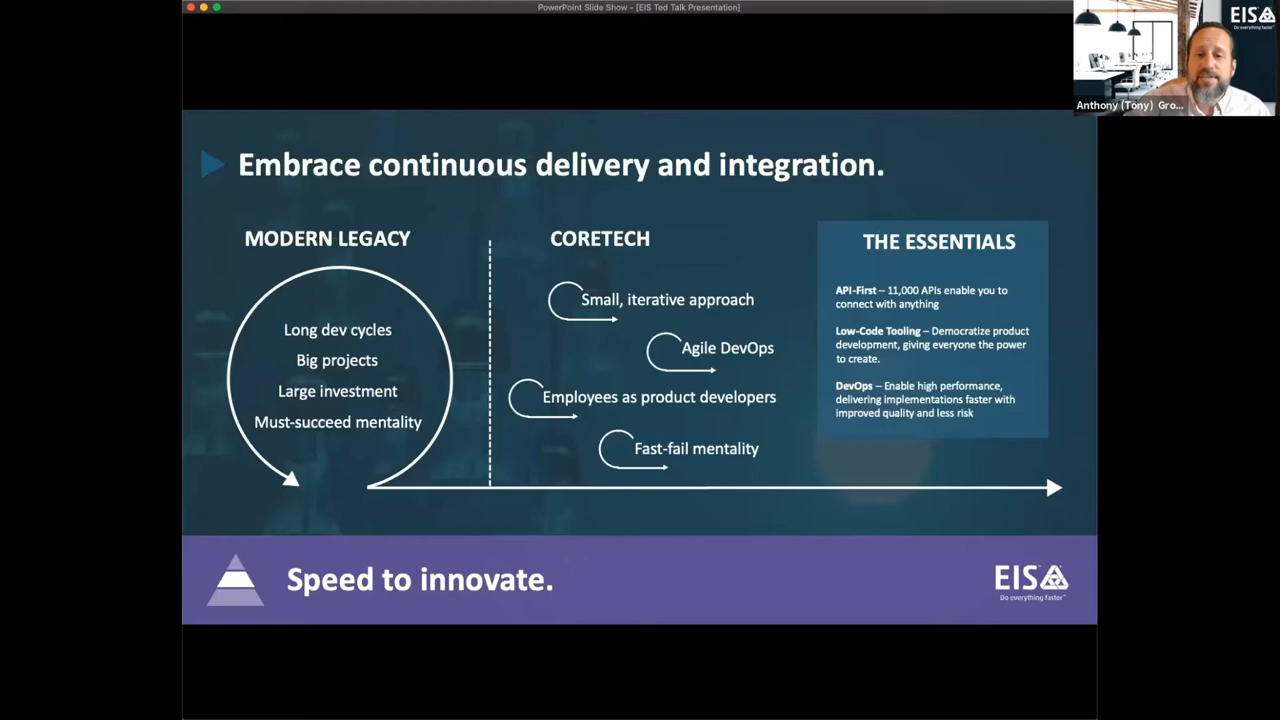 PowerPoint Slide Show - [EIS Ted Talk Presentation]
EIS
Do everything faster™
Anthony (Tony) Gro...
Embrace continuous delivery and integration.
MODERN LEGACY
Long dev cycles
Big projects
Large investment
Must-succeed mentality
CORETECH
Small, iterative approach
Agile DevOps
Employees as product developers
Fast-fail mentality
THE ESSENTIALS
API-First – 11,000 APIs enable you to
connect with anything
Low-Code Tooling – Democratize product
development, giving everyone the power
to create.
DevOps – Enable high performance,
delivering implementations faster with
improved quality and less risk
Speed to innovate.
EIS
Do everything faster™